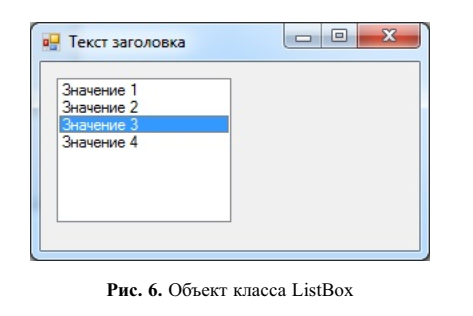 Текст заголовка
Значение 1
Значение 2
Значение 3
Значение 4
Рис. 6. Объект класса ListBox